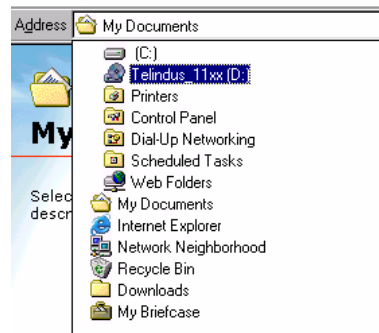 Address My Documents
(C:)
Telindus_11xx (D:
Printers
Control Panel
Dial-Up Networking
Scheduled Tasks
Web Folders
My Documents
Internet Explorer
Network Neighborhood
Recycle Bin
Downloads
My Briefcase
My
Selec
descr